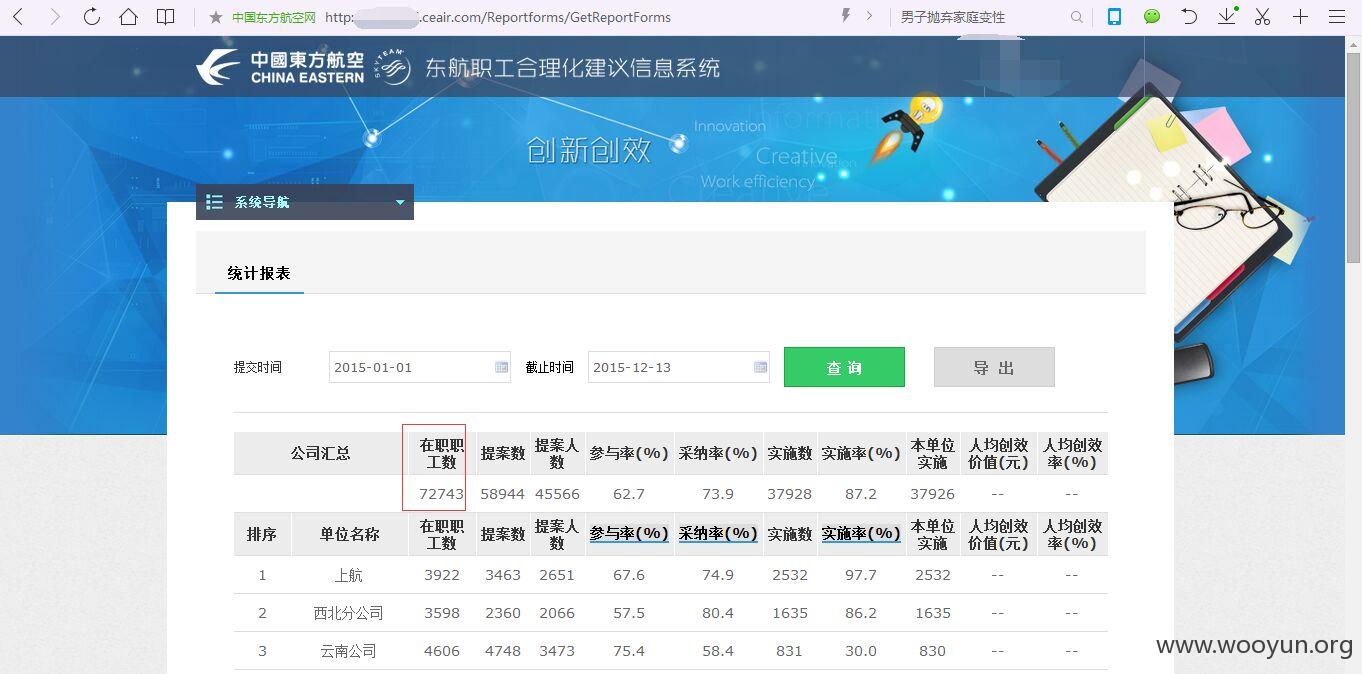 中国东方航空网 http: .ceair.com/Reportforms/GetReportForms 男子抛弃家庭变性
中國東方航空
CHINA EASTERN
SKYTEAM
东航职工合理化建议信息系统
创新创效
Innovation
Creative
Work efficiency
系统导航
统计报表
提交时间 2015-01-01 截止时间 2015-12-13 查 询 导 出
公司汇总 在职职工数 提案数 提案人数 参与率(%) 采纳率(%) 实施数 实施率(%) 本单位实施 人均创效价值(元) 人均创效率(%)
72743 58944 45566 62.7 73.9 37928 87.2 37926 -- --
排序 单位名称 在职职工数 提案数 提案人数 参与率(%) 采纳率(%) 实施数 实施率(%) 本单位实施 人均创效价值(元) 人均创效率(%)
1 上航 3922 3463 2651 67.6 74.9 2532 97.7 2532 -- --
2 西北分公司 3598 2360 2066 57.5 80.4 1635 86.2 1635 -- --
3 云南公司 4606 4748 3473 75.4 58.4 831 30.0 830 -- --
www.wooyun.org